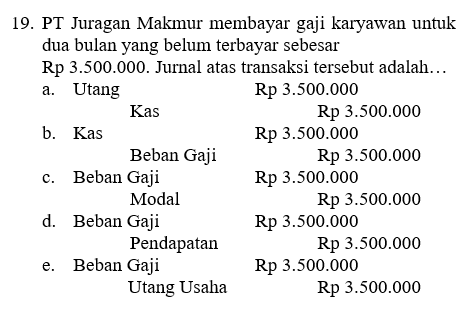 19. PT Juragan Makmur membayar gaji karyawan untuk
dua bulan yang belum terbayar sebesar
Rp 3.500.000. Jurnal atas transaksi tersebut adalah…
a. Utang Rp 3.500.000
Kas Rp 3.500.000
b. Kas Rp 3.500.000
Beban Gaji Rp 3.500.000
c. Beban Gaji Rp 3.500.000
Modal Rp 3.500.000
d. Beban Gaji Rp 3.500.000
Pendapatan Rp 3.500.000
e. Beban Gaji Rp 3.500.000
Utang Usaha Rp 3.500.000